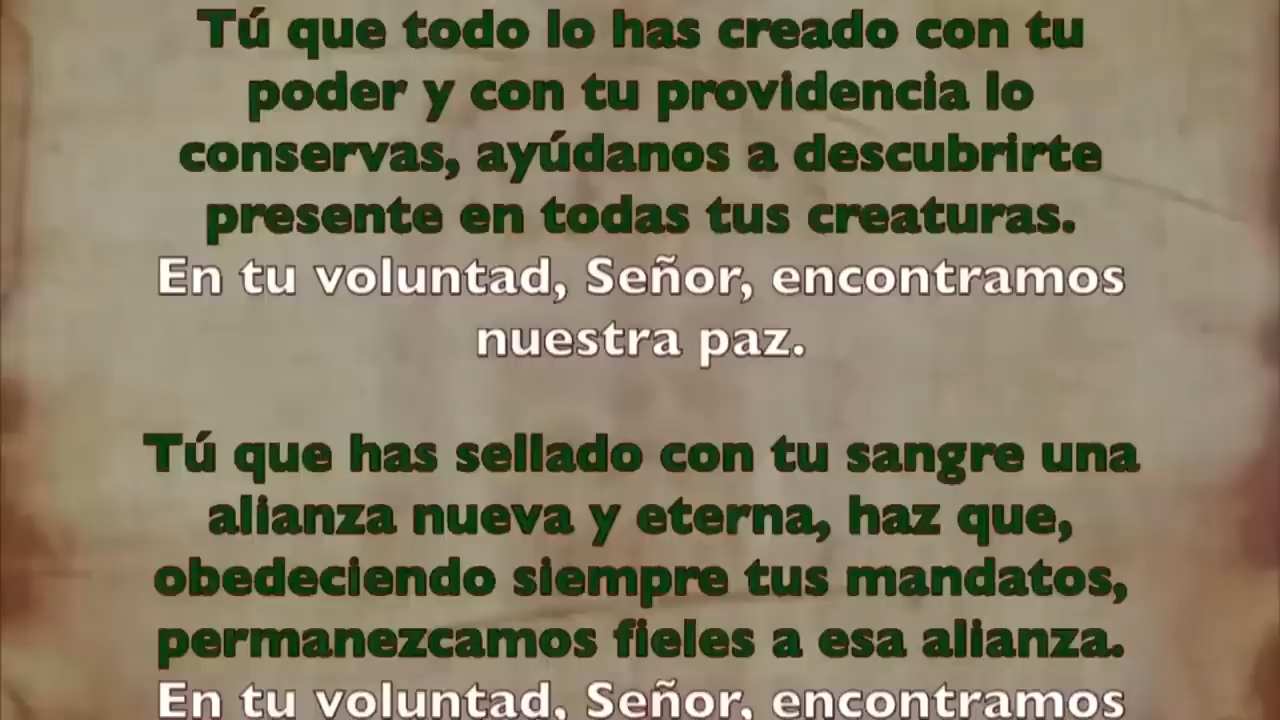 Tú que todo lo has creado con tu
poder y con tu providencia lo
conservas, ayúdanos a descubrirte
presente en todas tus creaturas.
En tu voluntad, Señor, encontramos
nuestra paz.
Tú que has sellado con tu sangre una
alianza nueva y eterna, haz que,
obedeciendo siempre tus mandatos,
permanezcamos fieles a esa alianza.
En tu voluntad, Señor, encontramos